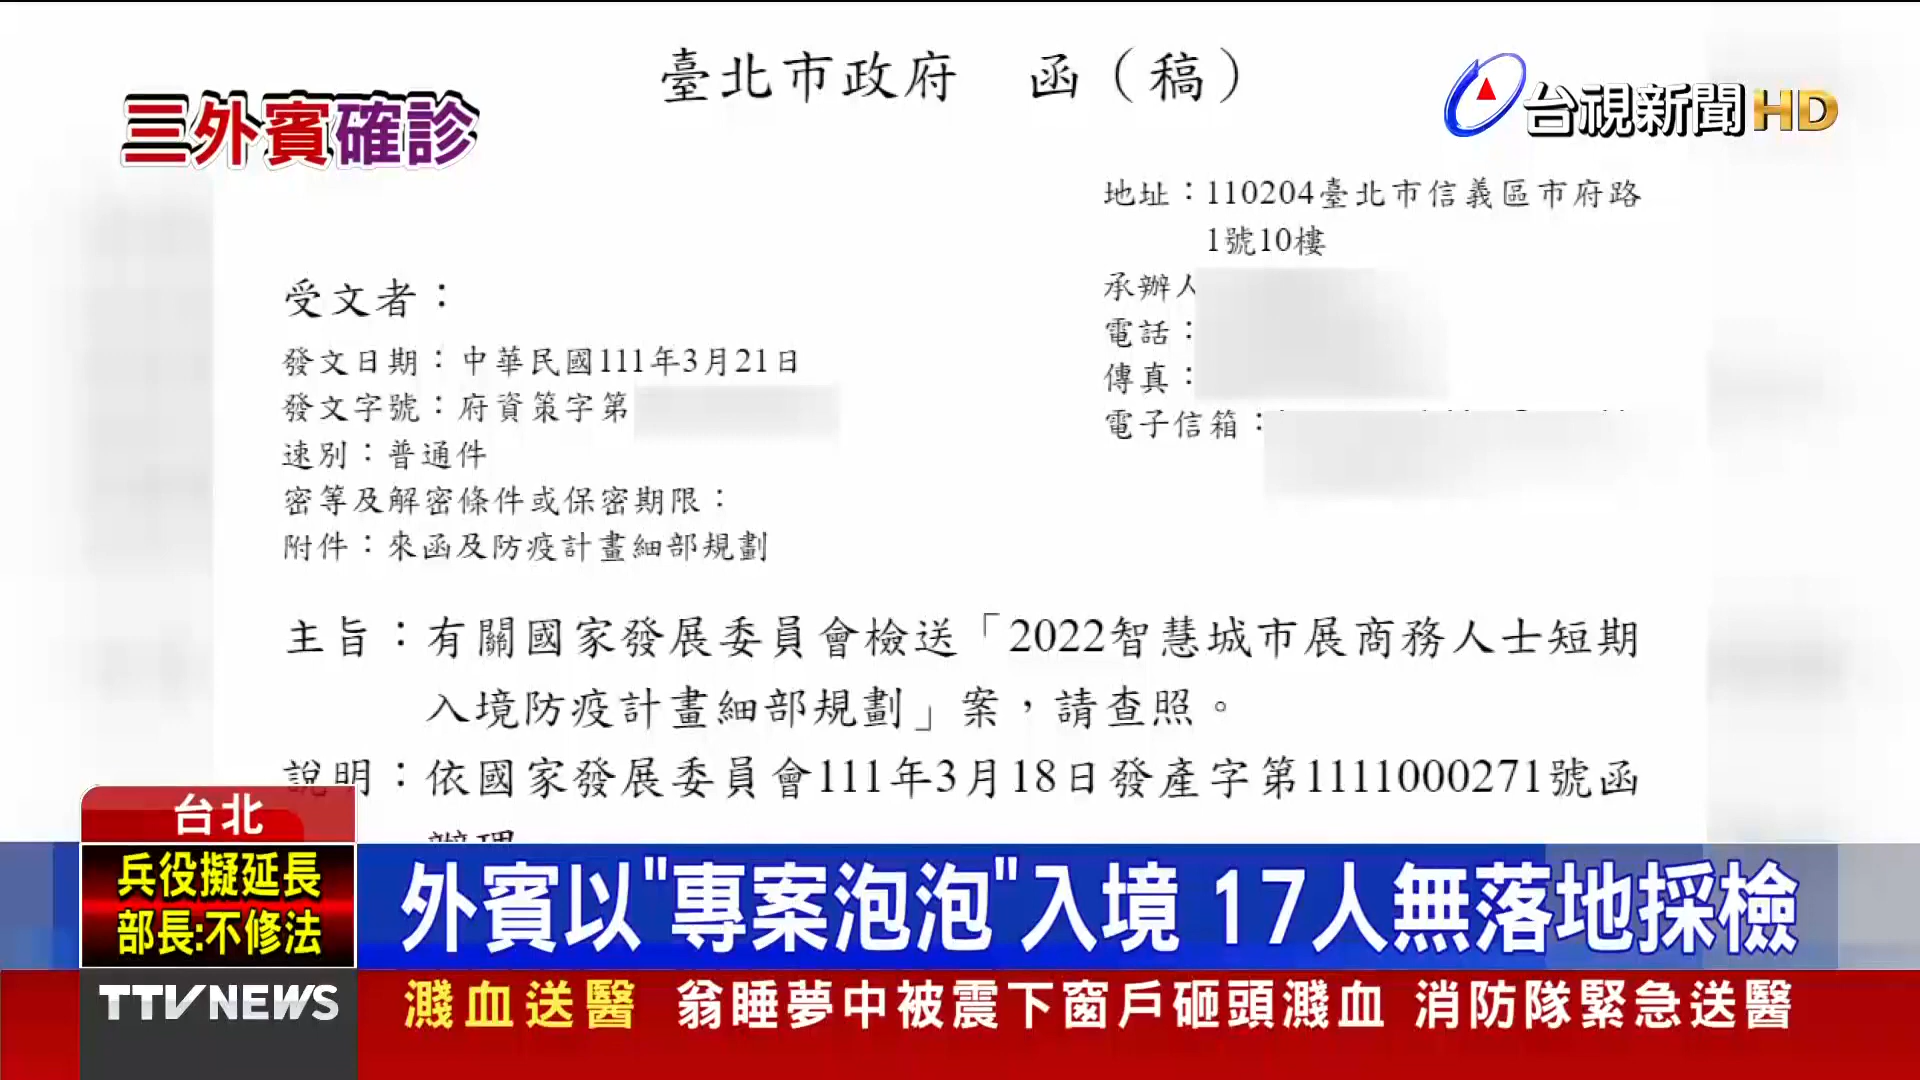 臺北市政府 函（稿）
三外賓確診
台視新聞HD
地址：110204臺北市信義區市府路
1號10樓
承辦人
電話：
傳真：
電子信箱：
受文者：
發文日期：中華民國111年3月21日
發文字號：府資策字第
速別：普通件
密等及解密條件或保密期限：
附件：來函及防疫計畫細部規劃
主旨：有關國家發展委員會檢送「2022智慧城市展商務人士短期
入境防疫計畫細部規劃」案，請查照。
說明：依國家發展委員會111年3月18日發產字第1111000271號函
台北
兵役擬延長
部長:不修法
外賓以"專案泡泡"入境 17人無落地採檢
TTV NEWS
濺血送醫 翁睡夢中被震下窗戶砸頭濺血 消防隊緊急送醫